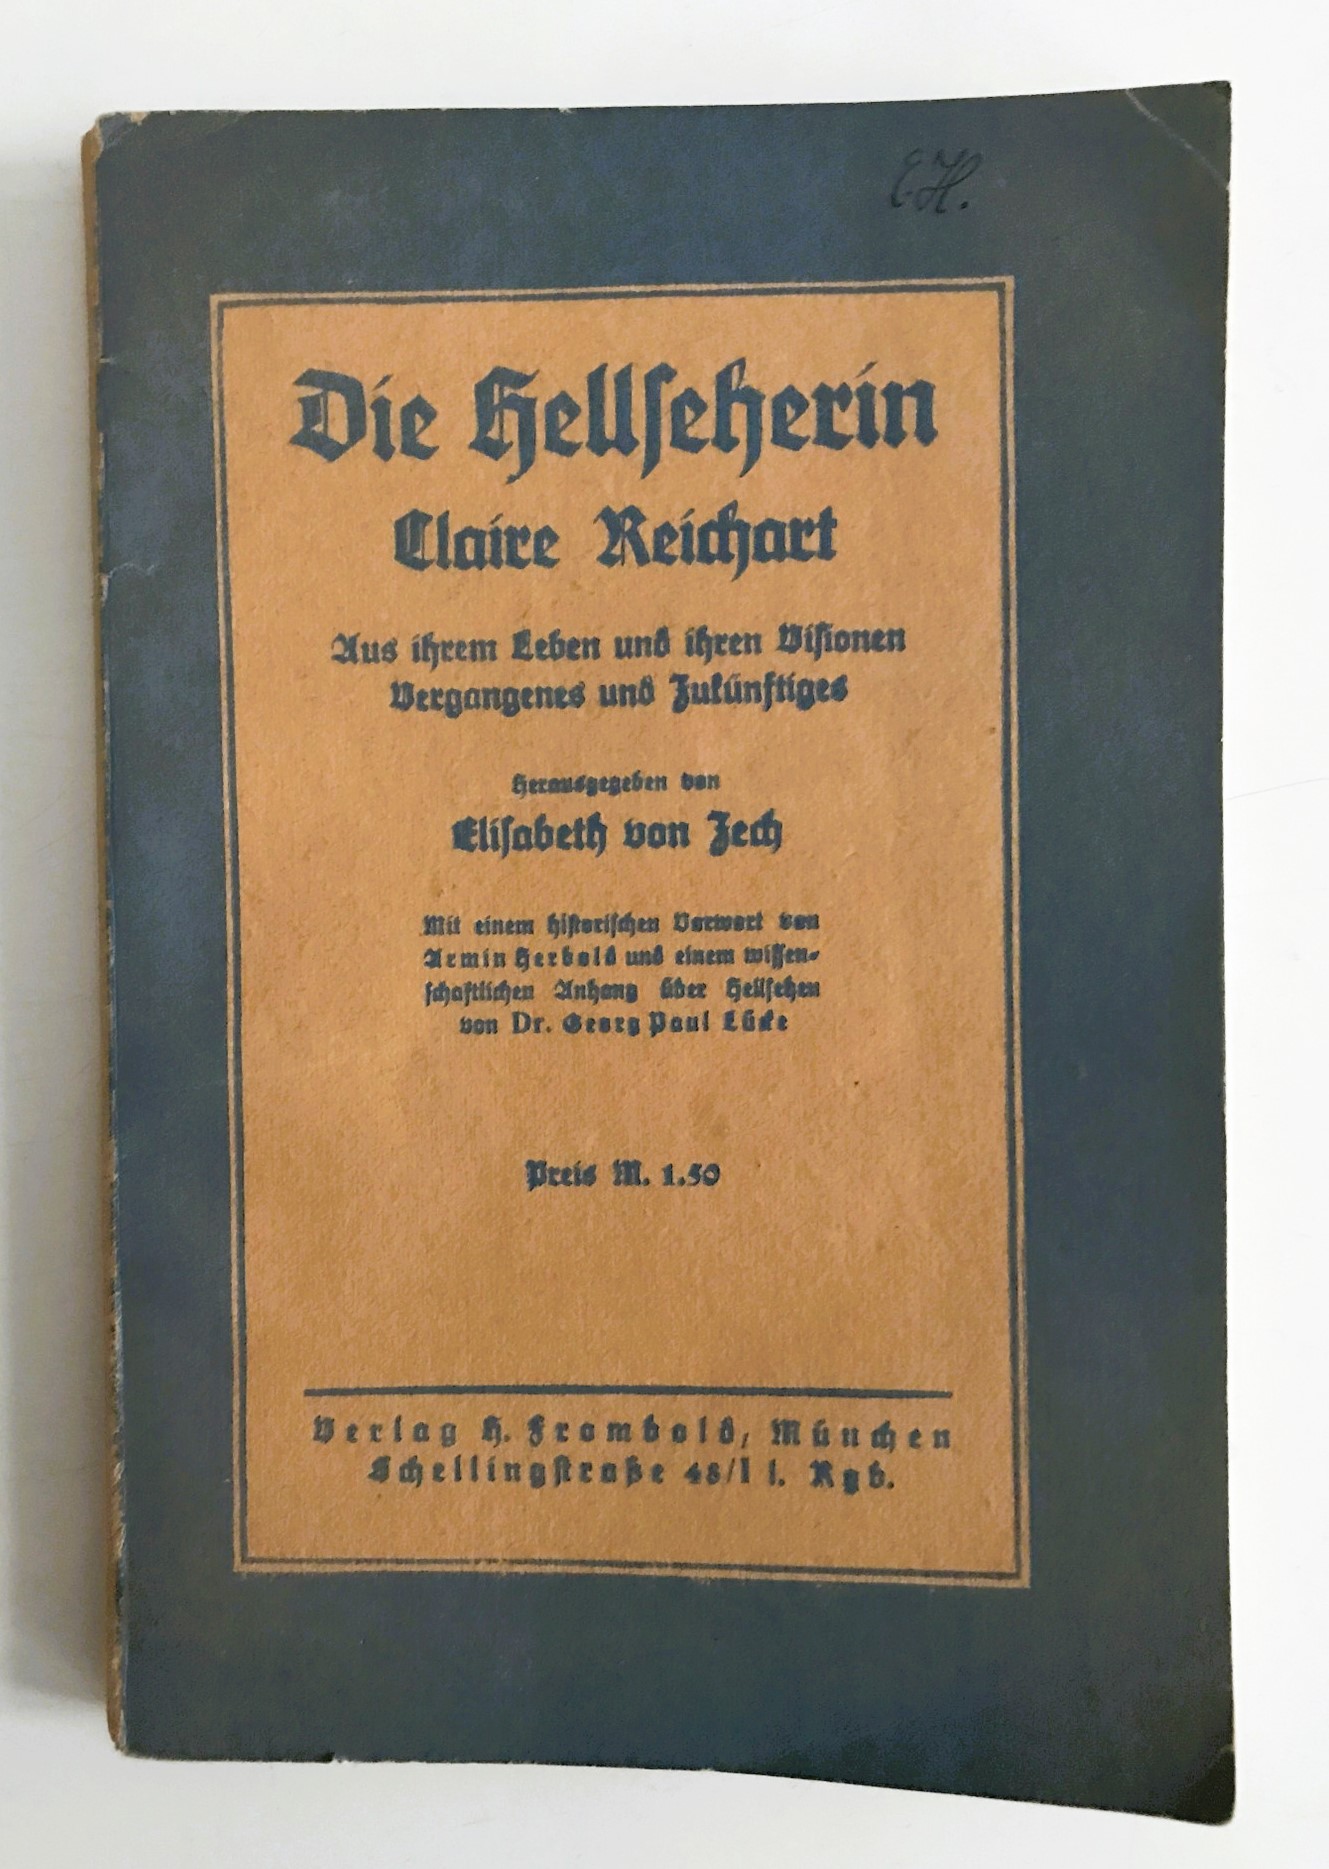 EH.
Die Hellseherin
Claire Reichart
Aus ihrem Leben und ihren Visionen
Vergangenes und Zukünftiges
Herausgegeben von
Elisabeth von Zech
Mit einem historischen Vorwort von
Armin Herbold und einem wissen-
schaftlichen Anhang über Hellsehen
von Dr. Georg Paul Lücke
Preis M. 1.50
Verlag H. Frombold, München
Schellingstraße 48/I l. Rgb.